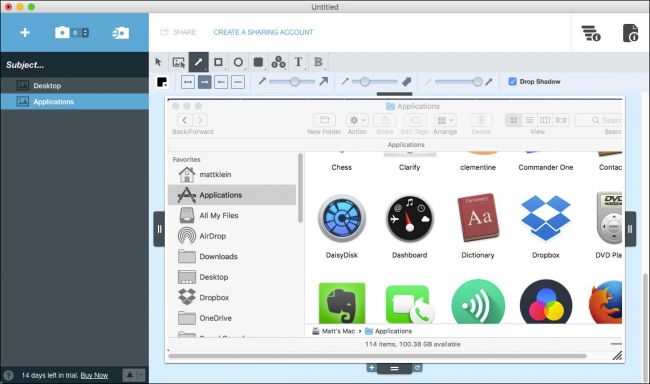 Untitled
0
SHARE:
CREATE A SHARING ACCOUNT
Subject...
Desktop
Applications
T
B
Drop Shadow
Applications
Back/Forward
New Folder
Action
Share
Edit Tags
Arrange
Delete
View
Search
Sear
Applications
Favorites
mattklein
Applications
All My Files
AirDrop
Downloads
Desktop
Dropbox
OneDrive
Chess
Clarify
clementine
Commander One
Contac
Dictionary
Aa
DVD
DaisyDisk
Dashboard
Dictionary
Dropbox
DVD Pla
Matt's Mac
Applications
114 items, 100.38 GB available
? 14 days left in trial. Buy Now